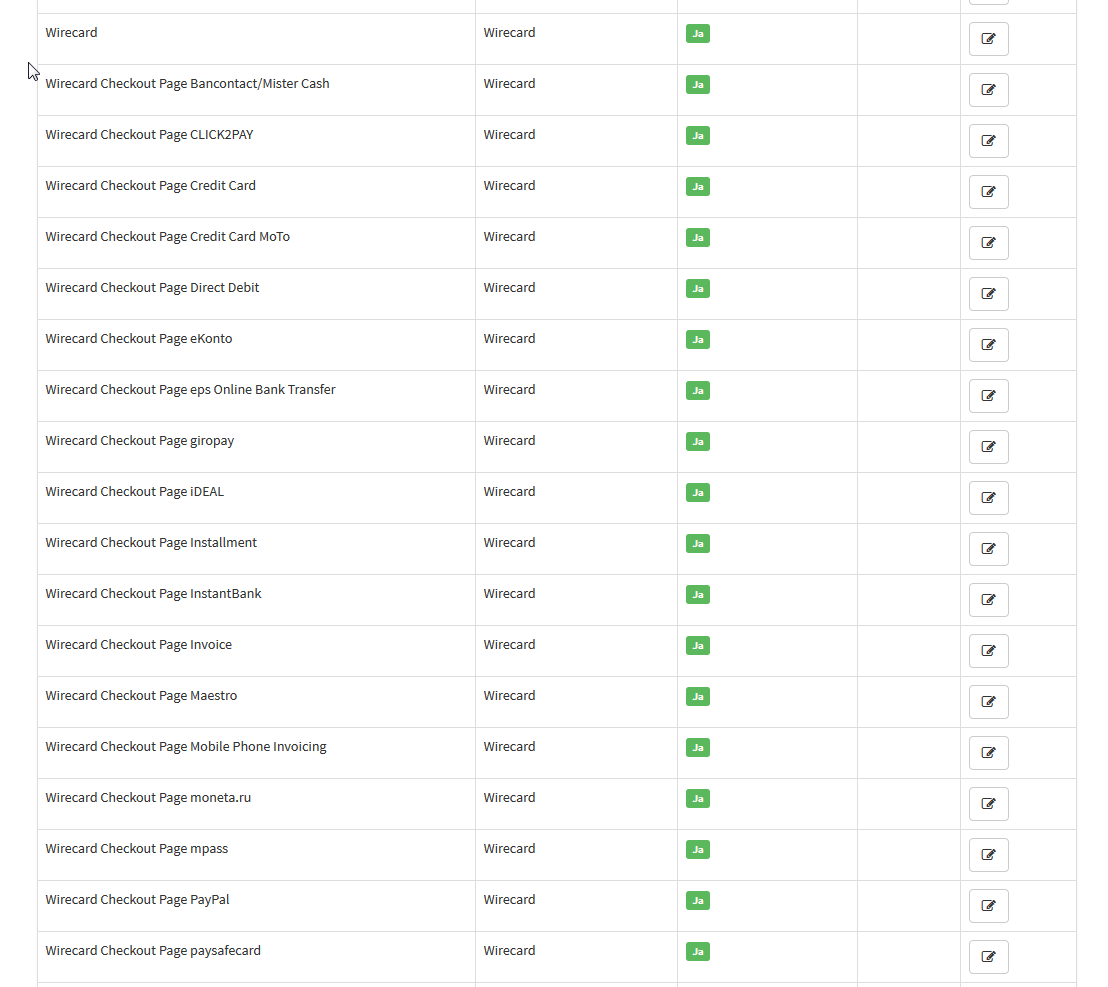 Wirecard Wirecard Ja
Wirecard Checkout Page Bancontact/Mister Cash Wirecard Ja
Wirecard Checkout Page CLICK2PAY Wirecard Ja
Wirecard Checkout Page Credit Card Wirecard Ja
Wirecard Checkout Page Credit Card MoTo Wirecard Ja
Wirecard Checkout Page Direct Debit Wirecard Ja
Wirecard Checkout Page eKonto Wirecard Ja
Wirecard Checkout Page eps Online Bank Transfer Wirecard Ja
Wirecard Checkout Page giropay Wirecard Ja
Wirecard Checkout Page iDEAL Wirecard Ja
Wirecard Checkout Page Installment Wirecard Ja
Wirecard Checkout Page InstantBank Wirecard Ja
Wirecard Checkout Page Invoice Wirecard Ja
Wirecard Checkout Page Maestro Wirecard Ja
Wirecard Checkout Page Mobile Phone Invoicing Wirecard Ja
Wirecard Checkout Page moneta.ru Wirecard Ja
Wirecard Checkout Page mpass Wirecard Ja
Wirecard Checkout Page PayPal Wirecard Ja
Wirecard Checkout Page paysafecard Wirecard Ja